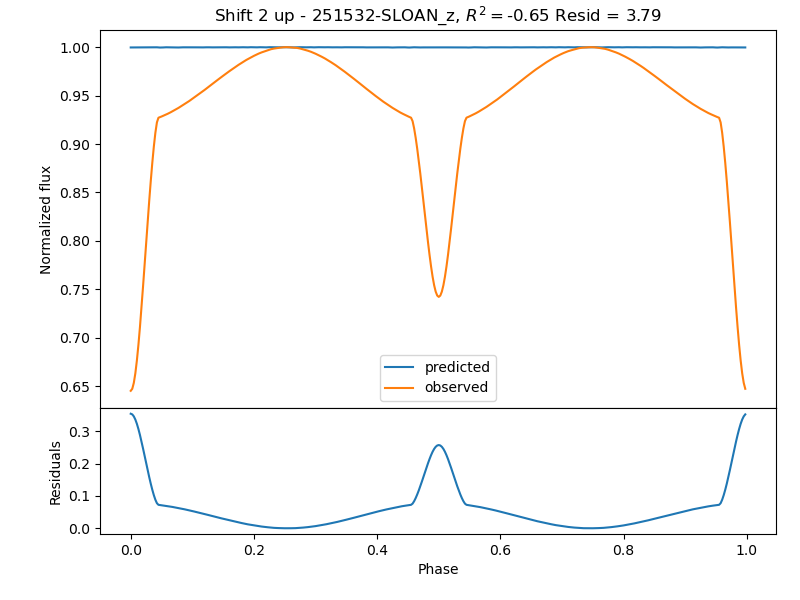 Shift 2 up - 251532-SLOAN_z, $R^2 = $-0.65 Resid = 3.79
1.00
0.95
0.90
0.85
0.80
0.75
0.70
0.65
Normalized flux
predicted
observed
0.3
0.2
0.1
0.0
Residuals
0.0 0.2 0.4 0.6 0.8 1.0
Phase